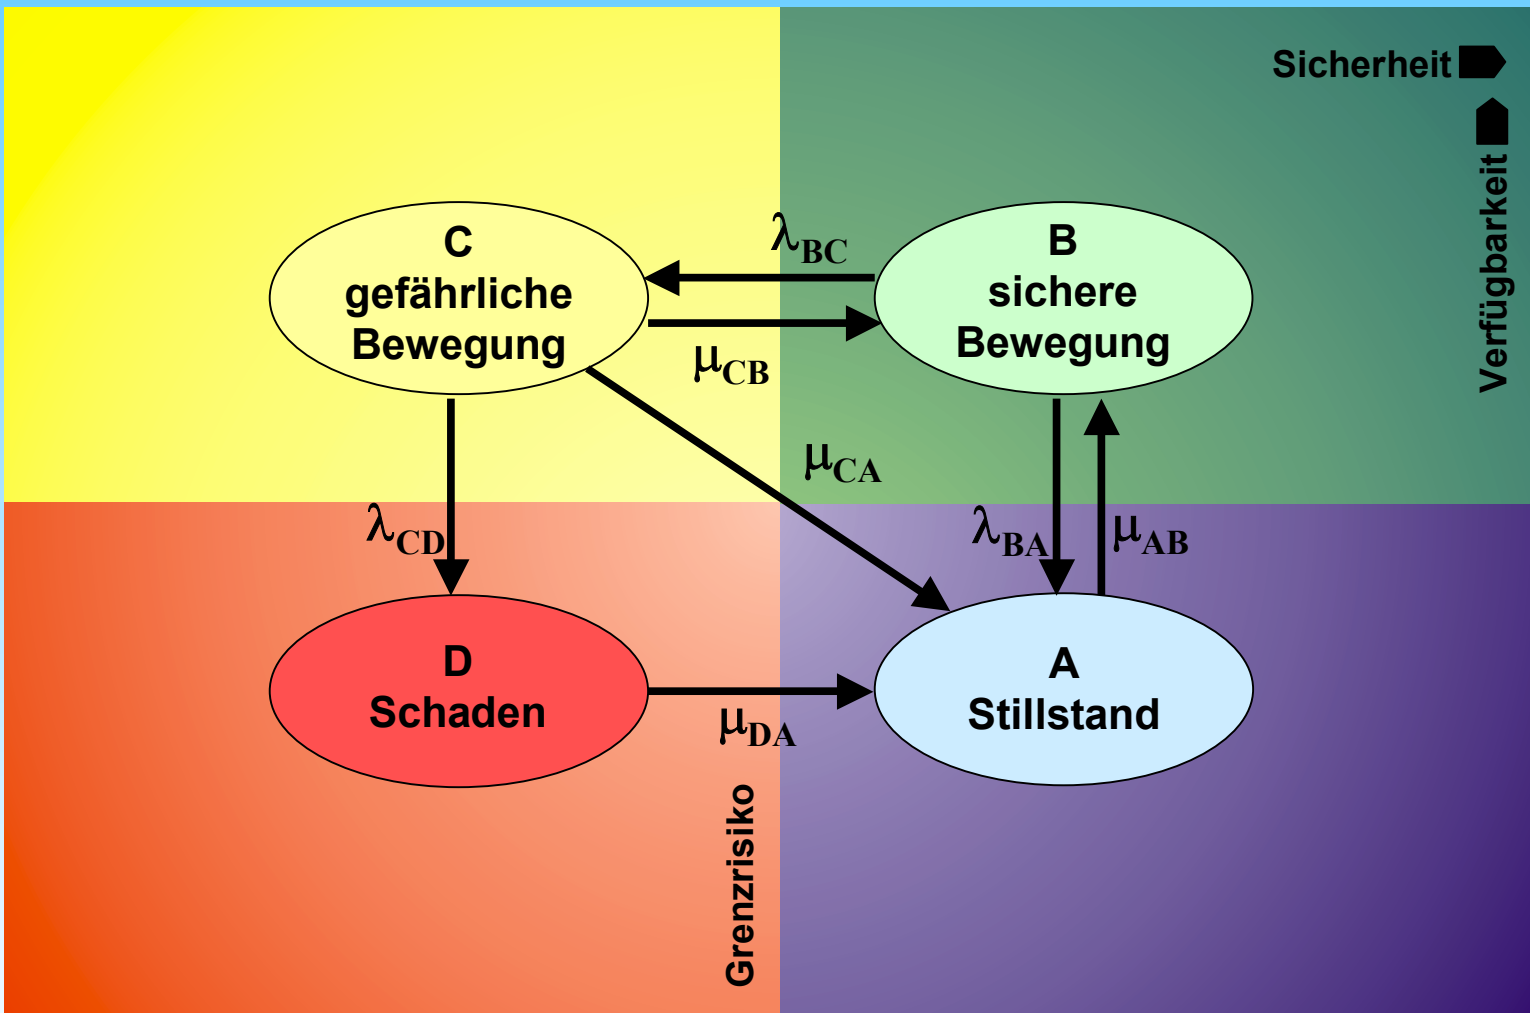 Sicherheit
Verfügbarkeit
C
gefährliche
Bewegung
λBC
μCB
B
sichere
Bewegung
μCA
λCD
λBA
μAB
D
Schaden
μDA
A
Stillstand
Grenzrisiko